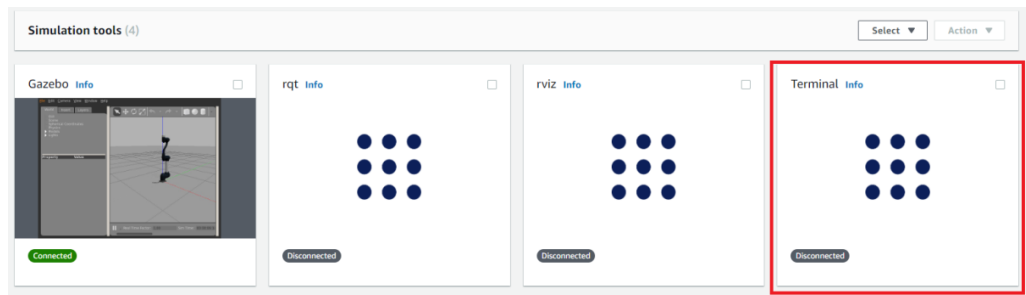 Simulation tools (4)
Select ▼
Action ▼
Gazebo Info
rqt Info
rviz Info
Terminal Info
Connected
Disconnected
Disconnected
Disconnected